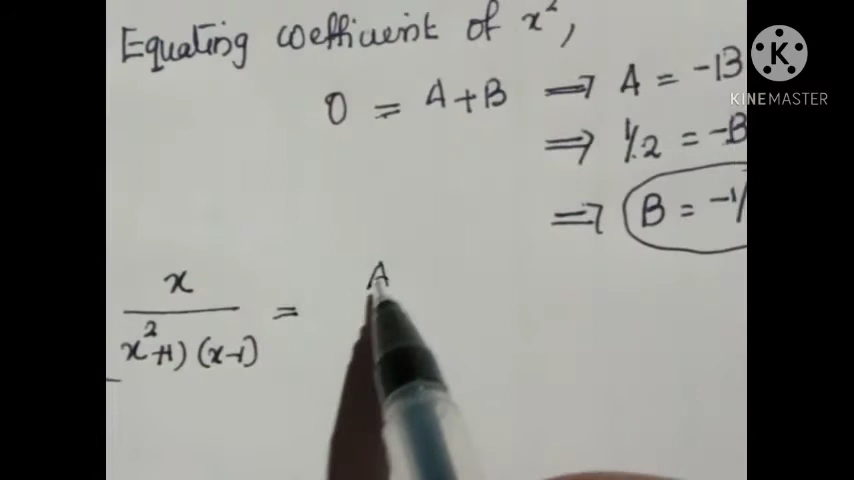 Equating coefficient of x²,
0 = A + B ⟹ A = -B
⟹ 1/2 = -B
⟹ B = -1/
x / (x²+1) (x-1) = A
K
KINEMASTER